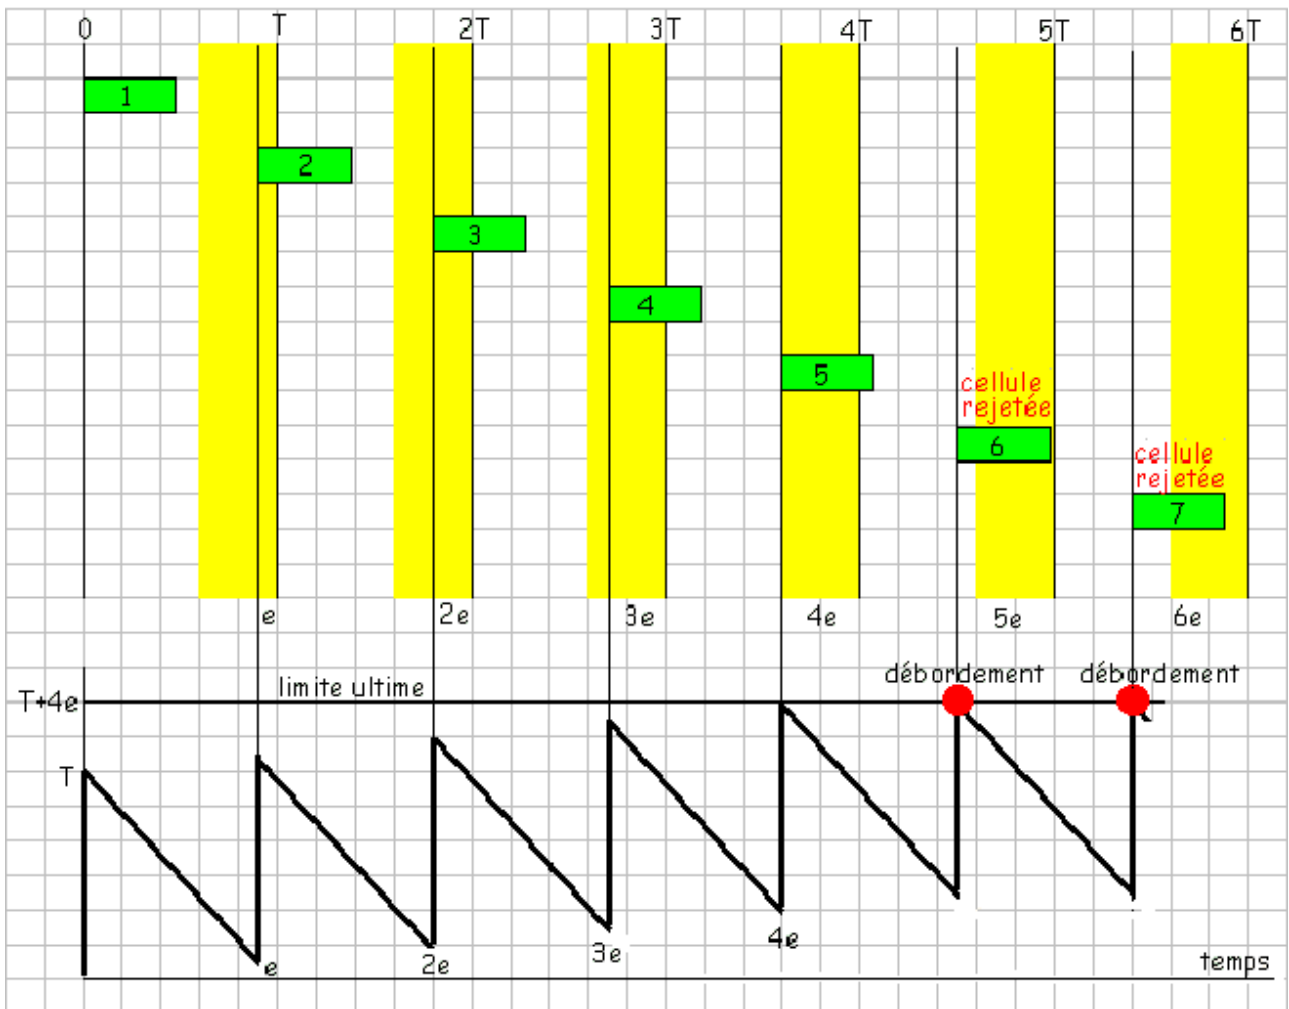 0 T 2T 3T 4T 5T 6T
1
2
3
4
5
cellule
rejetée
6
cellule
rejetée
7
e 2e 3e 4e 5e 6e
débordement débordement
limite ultime
T+4e
T
4e
3e
2e
e
temps